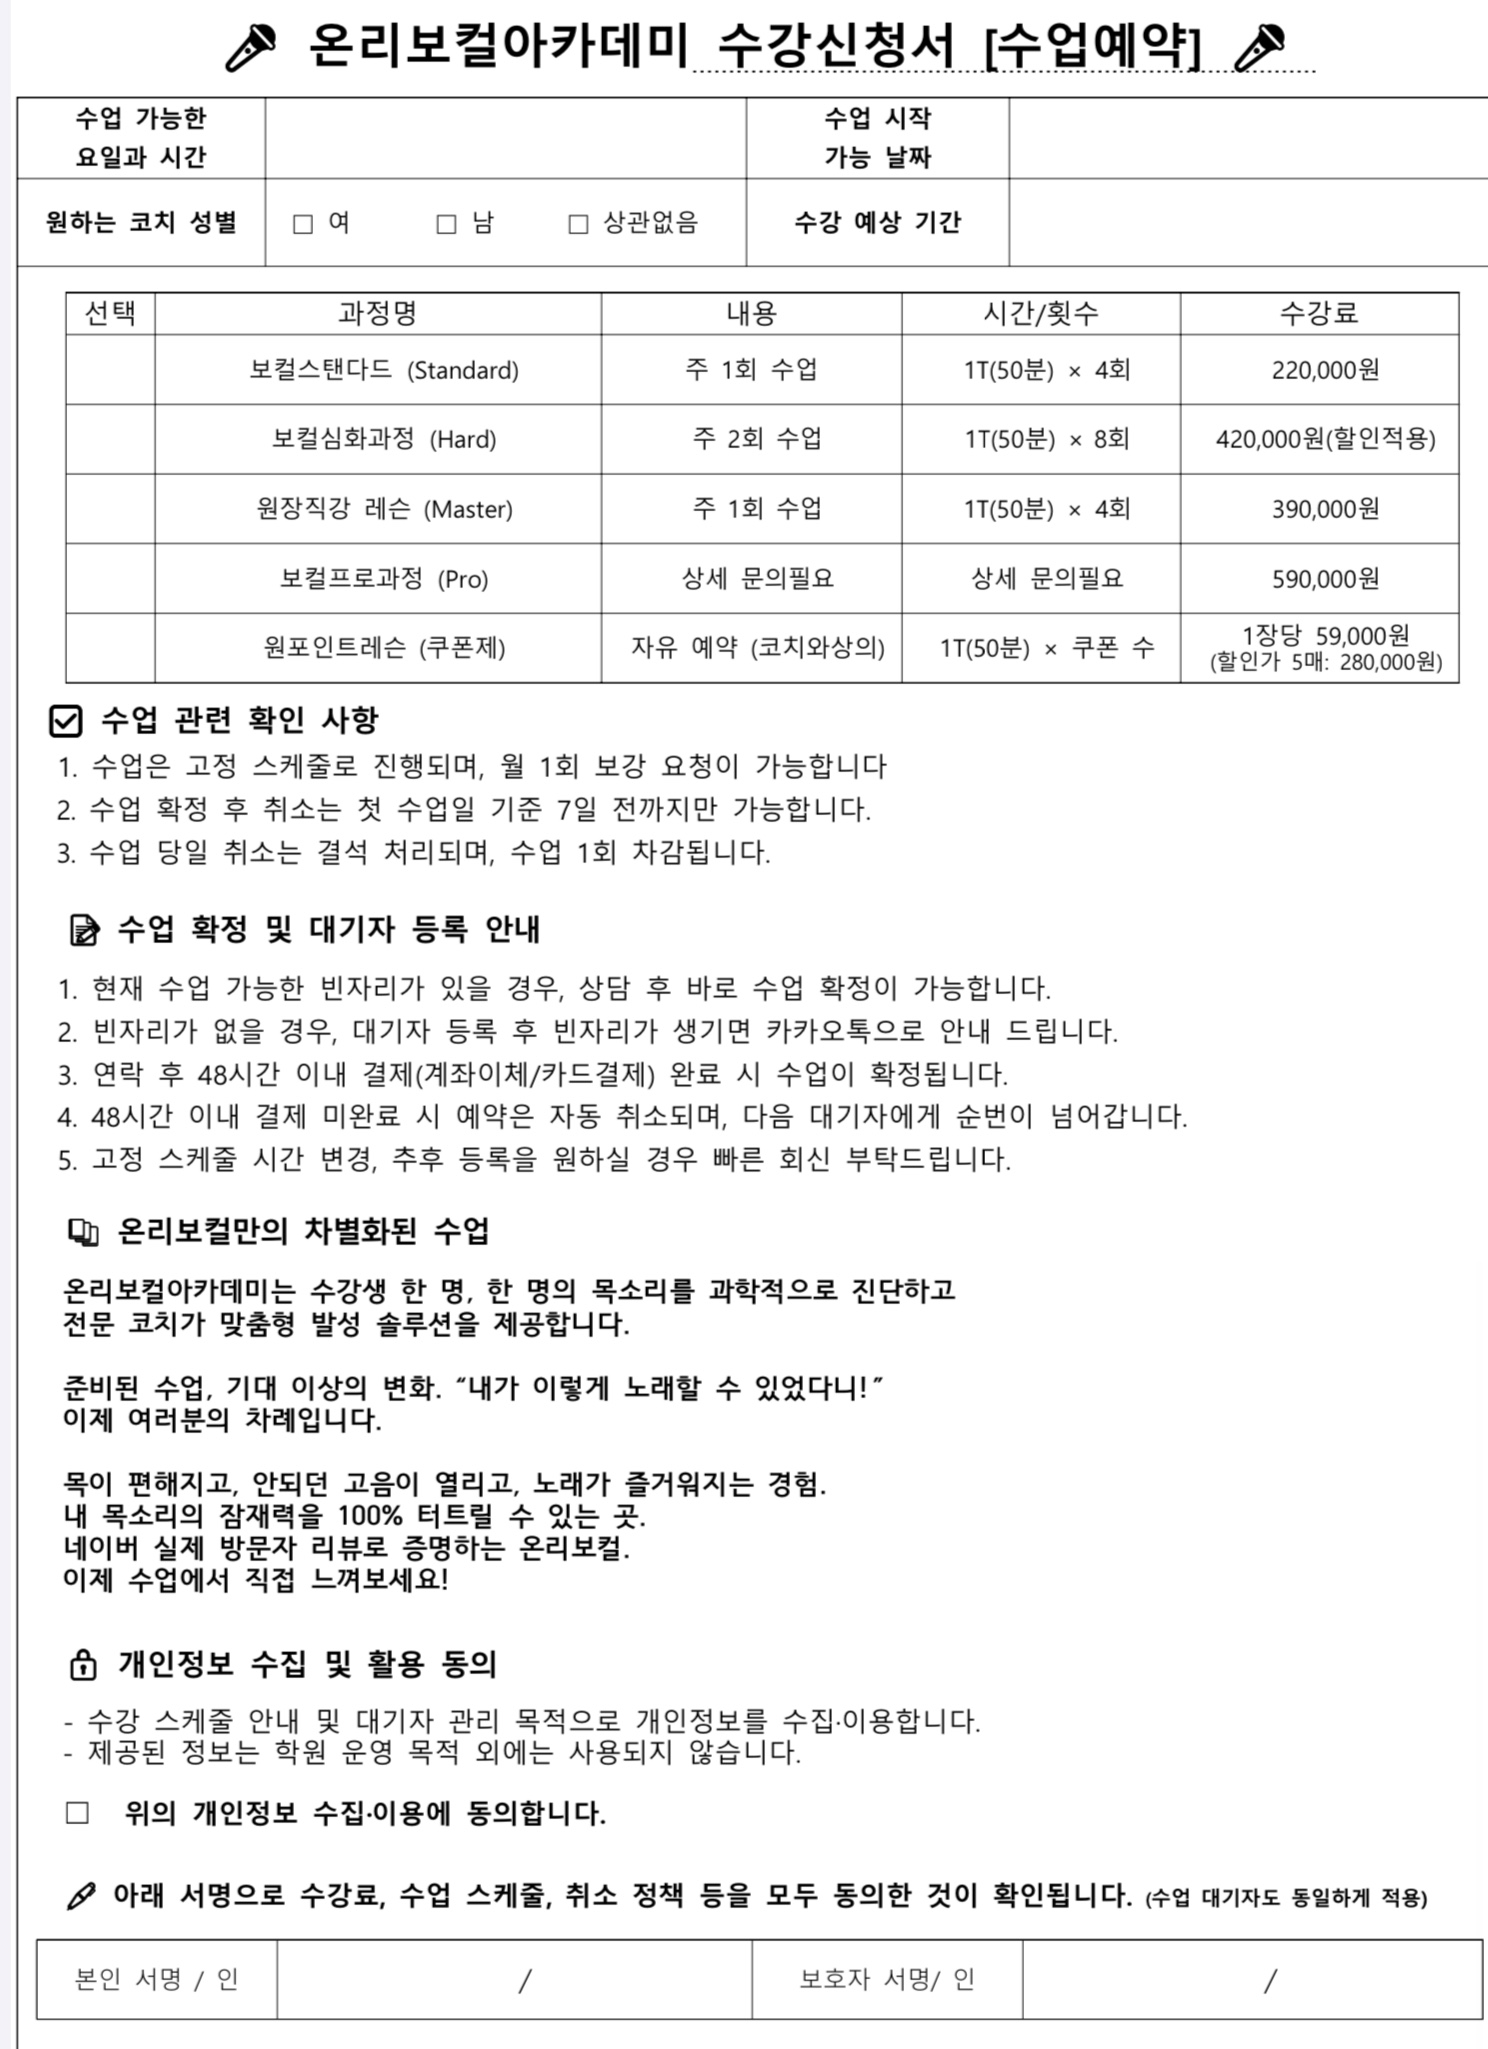 온리보컬아카데미 수강신청서 [수업예약]
수업 가능한
요일과 시간
수업 시작
가능 날짜
원하는 코치 성별
□ 여 □ 남 □ 상관없음
수강 예상 기간
선택 과정명 내용 시간/횟수 수강료
보컬스탠다드 (Standard) 주 1회 수업 1T(50분) × 4회 220,000원
보컬심화과정 (Hard) 주 2회 수업 1T(50분) × 8회 420,000원(할인적용)
원장직강 레슨 (Master) 주 1회 수업 1T(50분) × 4회 390,000원
보컬프로과정 (Pro) 상세 문의필요 상세 문의필요 590,000원
원포인트레슨 (쿠폰제) 자유 예약 (코치와상의) 1T(50분) × 쿠폰 수 1장당 59,000원
(할인가 5매: 280,000원)
수업 관련 확인 사항
1. 수업은 고정 스케줄로 진행되며, 월 1회 보강 요청이 가능합니다
2. 수업 확정 후 취소는 첫 수업일 기준 7일 전까지만 가능합니다.
3. 수업 당일 취소는 결석 처리되며, 수업 1회 차감됩니다.
수업 확정 및 대기자 등록 안내
1. 현재 수업 가능한 빈자리가 있을 경우, 상담 후 바로 수업 확정이 가능합니다.
2. 빈자리가 없을 경우, 대기자 등록 후 빈자리가 생기면 카카오톡으로 안내 드립니다.
3. 연락 후 48시간 이내 결제(계좌이체/카드결제) 완료 시 수업이 확정됩니다.
4. 48시간 이내 결제 미완료 시 예약은 자동 취소되며, 다음 대기자에게 순번이 넘어갑니다.
5. 고정 스케줄 시간 변경, 추후 등록을 원하실 경우 빠른 회신 부탁드립니다.
온리보컬만의 차별화된 수업
온리보컬아카데미는 수강생 한 명, 한 명의 목소리를 과학적으로 진단하고
전문 코치가 맞춤형 발성 솔루션을 제공합니다.
준비된 수업, 기대 이상의 변화. “내가 이렇게 노래할 수 있었다니!”
이제 여러분의 차례입니다.
목이 편해지고, 안되던 고음이 열리고, 노래가 즐거워지는 경험.
내 목소리의 잠재력을 100% 터트릴 수 있는 곳.
네이버 실제 방문자 리뷰로 증명하는 온리보컬.
이제 수업에서 직접 느껴보세요!
개인정보 수집 및 활용 동의
- 수강 스케줄 안내 및 대기자 관리 목적으로 개인정보를 수집·이용합니다.
- 제공된 정보는 학원 운영 목적 외에는 사용되지 않습니다.
□ 위의 개인정보 수집·이용에 동의합니다.
아래 서명으로 수강료, 수업 스케줄, 취소 정책 등을 모두 동의한 것이 확인됩니다. (수업 대기자도 동일하게 적용)
본인 서명 / 인 / 보호자 서명/ 인 /